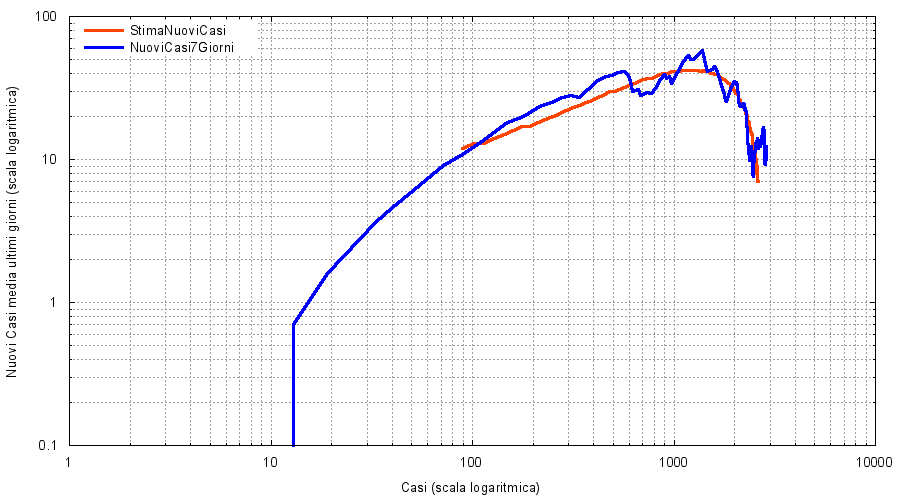 100
StimaNuoviCasi
NuoviCasi7Giorni
10
1
0.1
1 10 100 1000 10000
Nuovi Casi media ultimi giorni (scala logaritmica)
Casi (scala logaritmica)